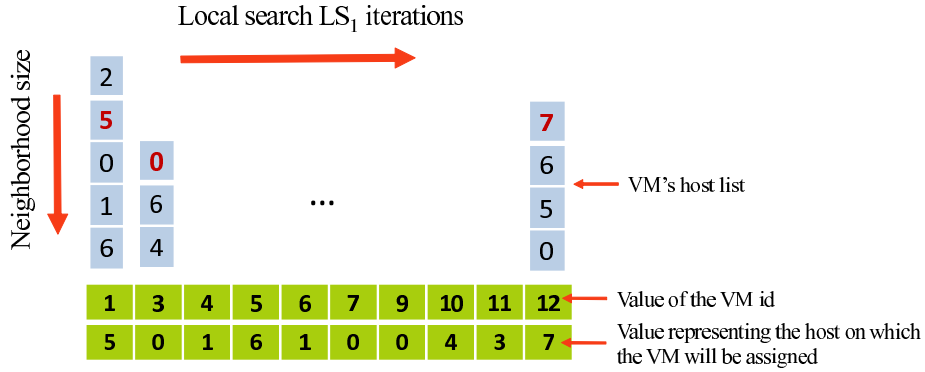 Local search LS₁ iterations
Neighborhood size
2
5
0
1
6
0
6
4
...
7
6
5
0
VM's host list
1 3 4 5 6 7 9 10 11 12
Value of the VM id
5 0 1 6 1 0 0 4 3 7
Value representing the host on which
the VM will be assigned